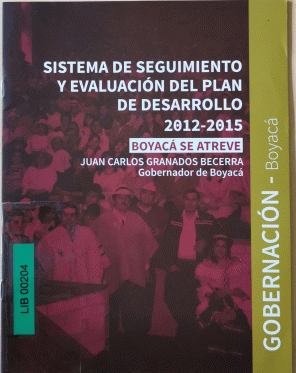 SISTEMA DE SEGUIMIENTO
Y EVALUACIÓN DEL PLAN
DE DESARROLLO
2012-2015
BOYACÁ SE ATREVE
JUAN CARLOS GRANADOS BECERRA
Gobernador de Boyacá
GOBERNACIÓN - Boyacá
LIB 00204